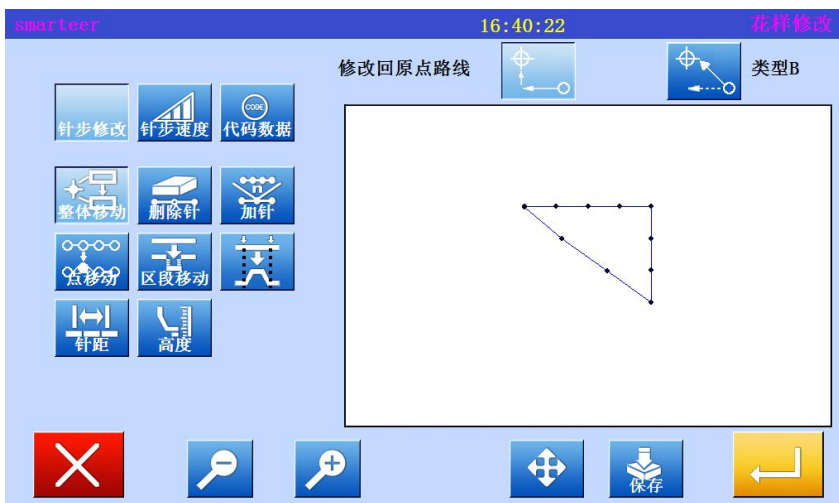 smarteer 16:40:22 花样修改
修改回原点路线 类型B
针步修改 针步速度 CODE 代码数据
整体移动 删除针 n 加针
点移动 区段移动
针距 高度
保存